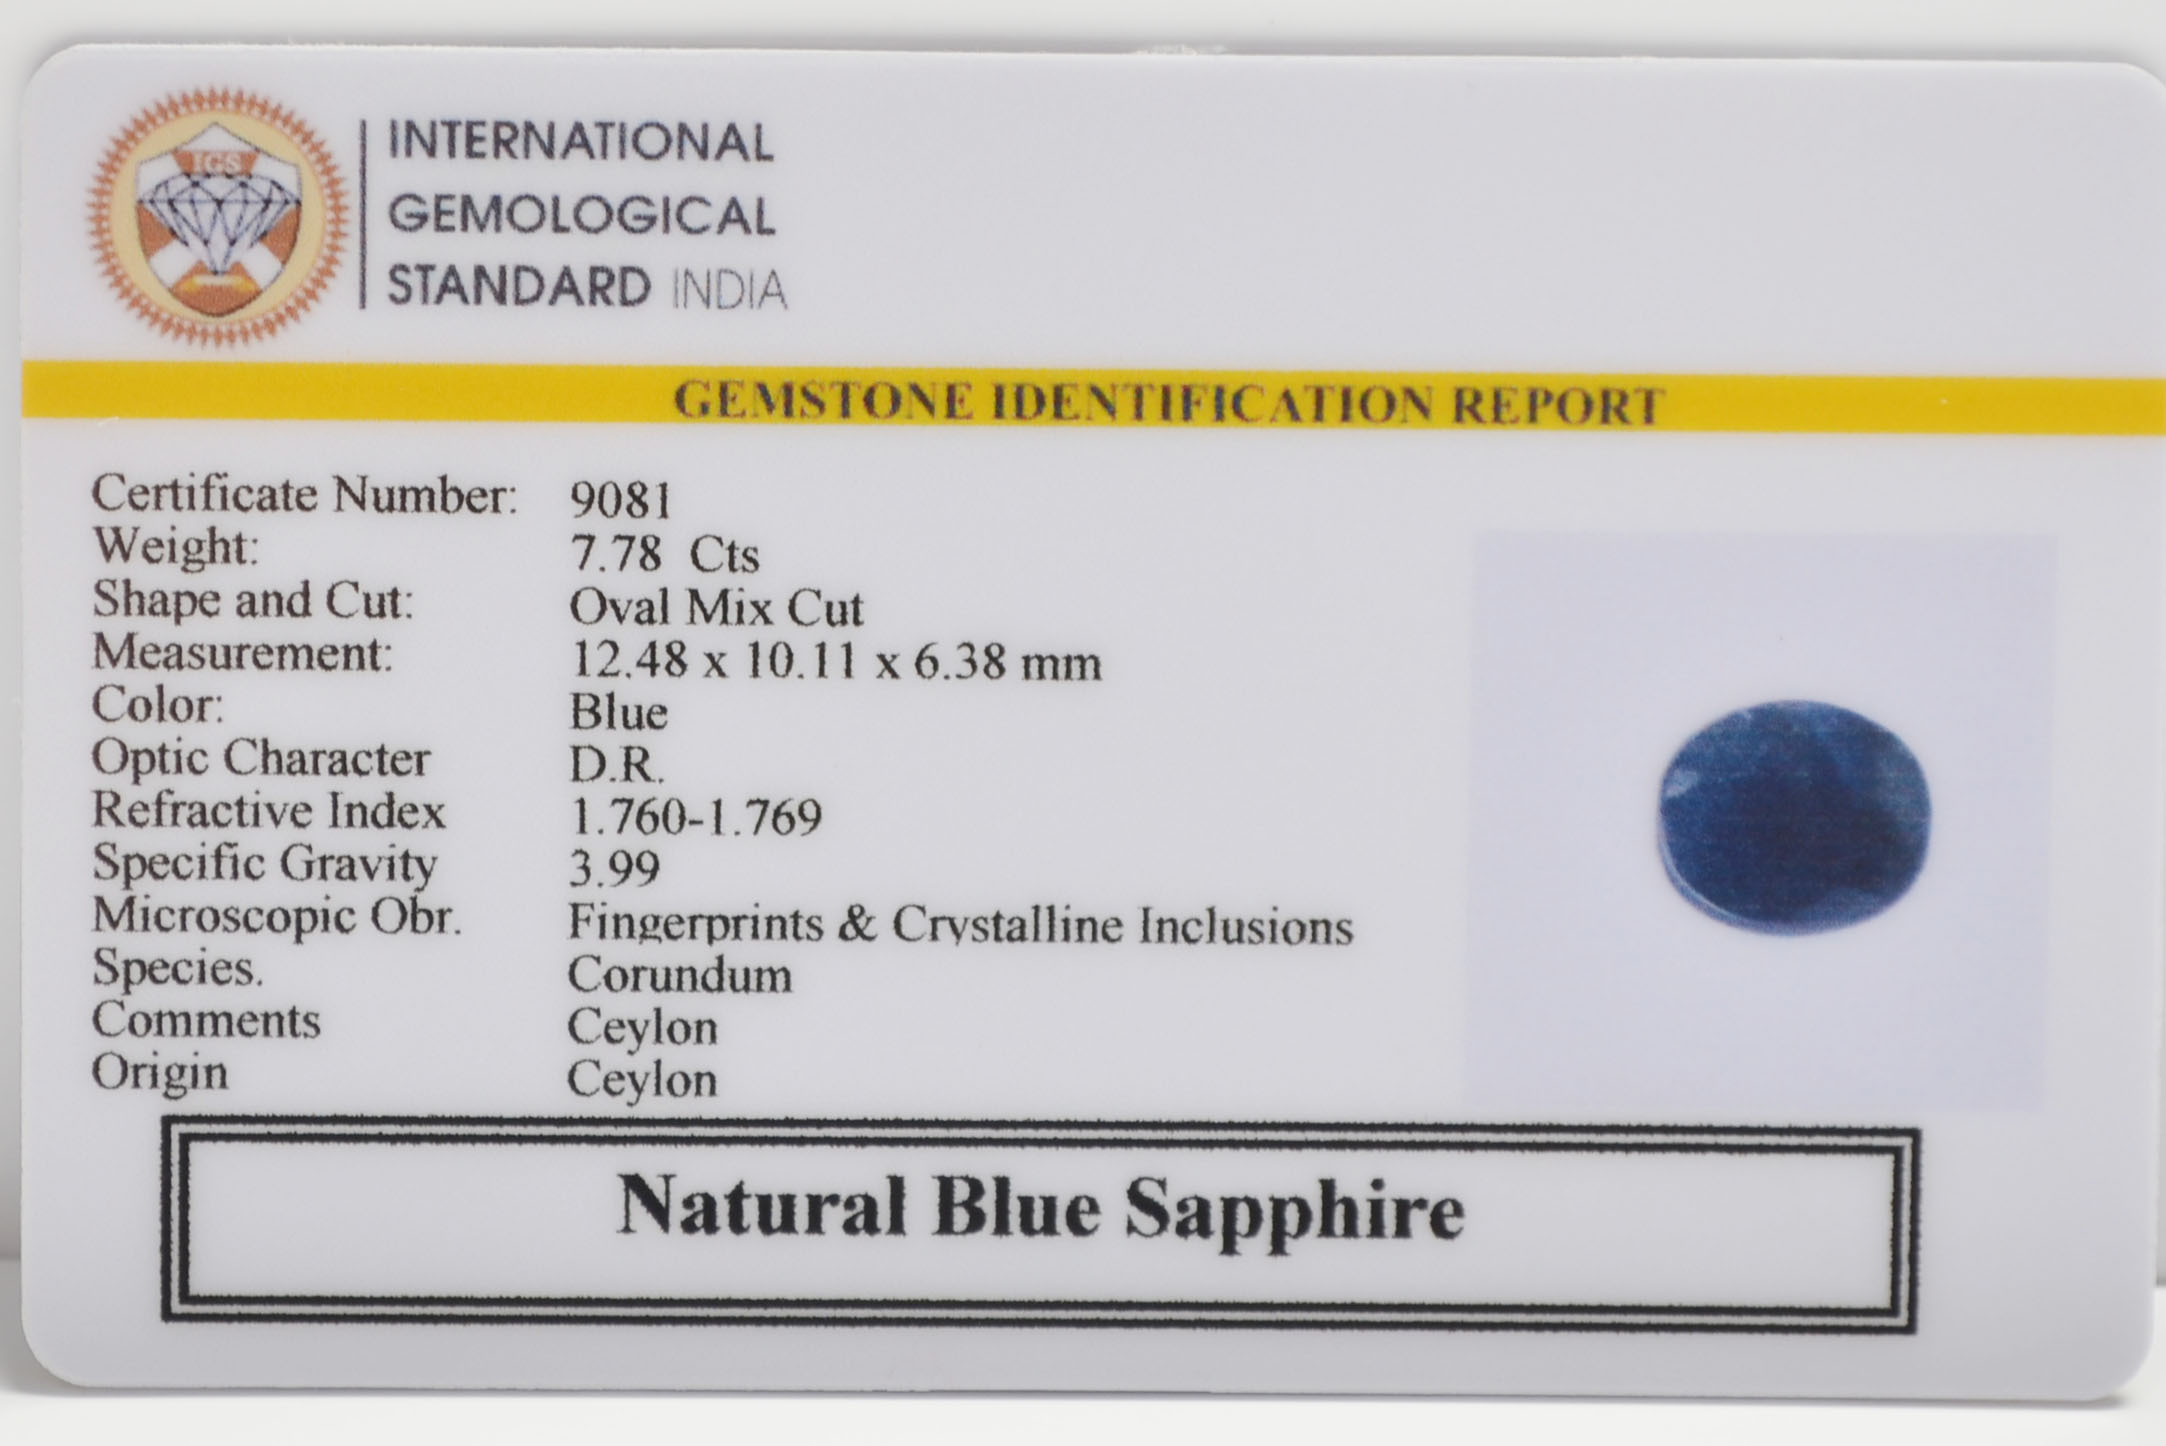 IGS
INTERNATIONAL
GEMOLOGICAL
STANDARD INDIA
GEMSTONE IDENTIFICATION REPORT
Certificate Number: 9081
Weight: 7.78 Cts
Shape and Cut: Oval Mix Cut
Measurement: 12.48 x 10.11 x 6.38 mm
Color: Blue
Optic Character D.R.
Refractive Index 1.760-1.769
Specific Gravity 3.99
Microscopic Obr. Fingerprints & Crystalline Inclusions
Species. Corundum
Comments Ceylon
Origin Ceylon
Natural Blue Sapphire